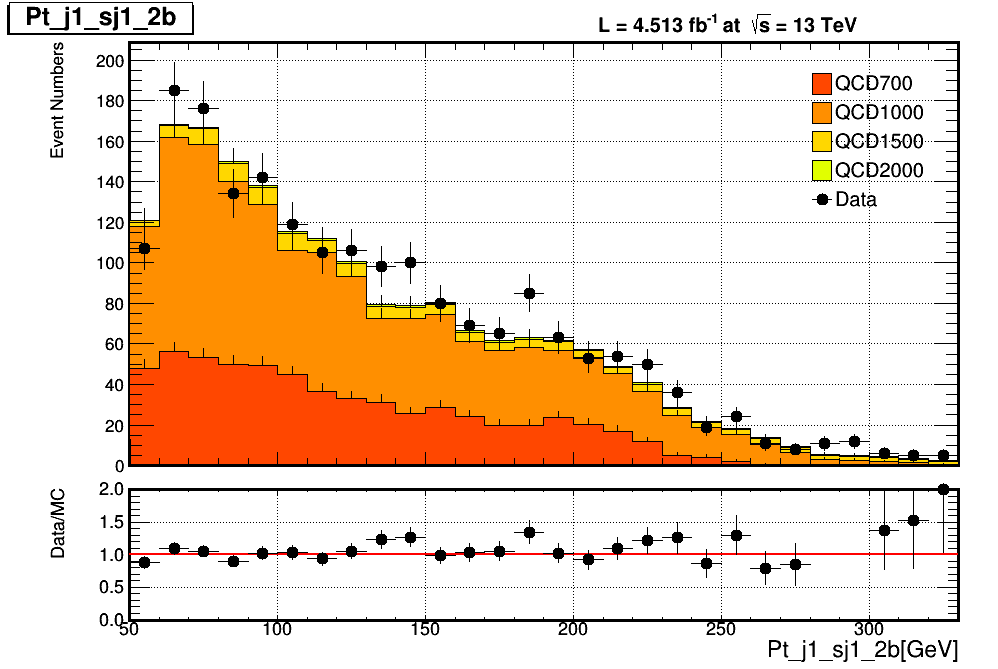 Pt_j1_sj1_2b
L = 4.513 fb⁻¹ at √s = 13 TeV
Event Numbers
200
180
160
140
120
100
80
60
40
20
0
QCD700
QCD1000
QCD1500
QCD2000
Data
Data/MC
2.0
1.5
1.0
0.5
0.0
50 100 150 200 250 300
Pt_j1_sj1_2b[GeV]